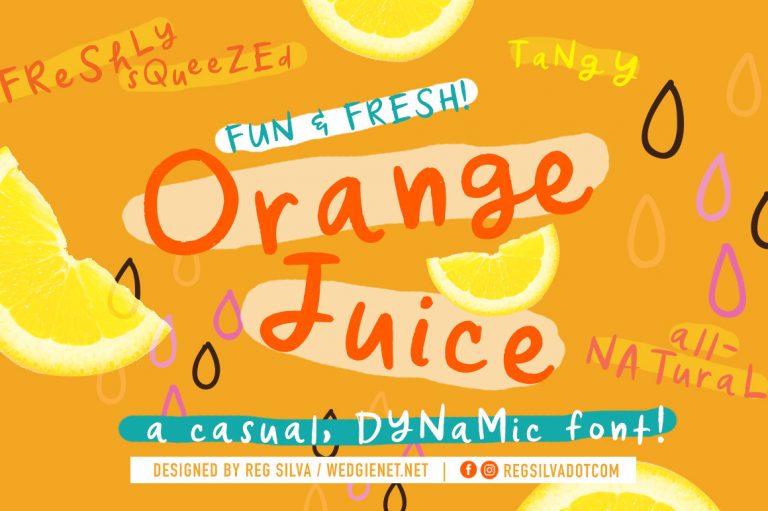 FReShLy
sQueeZEd
TaNgy
FUN & FRESH!
Orange
Juice
all-
NATuraL
a casual, DyNaMic font!
DESIGNED BY REG SILVA / WEDGIENET.NET | REGSILVADOTCOM